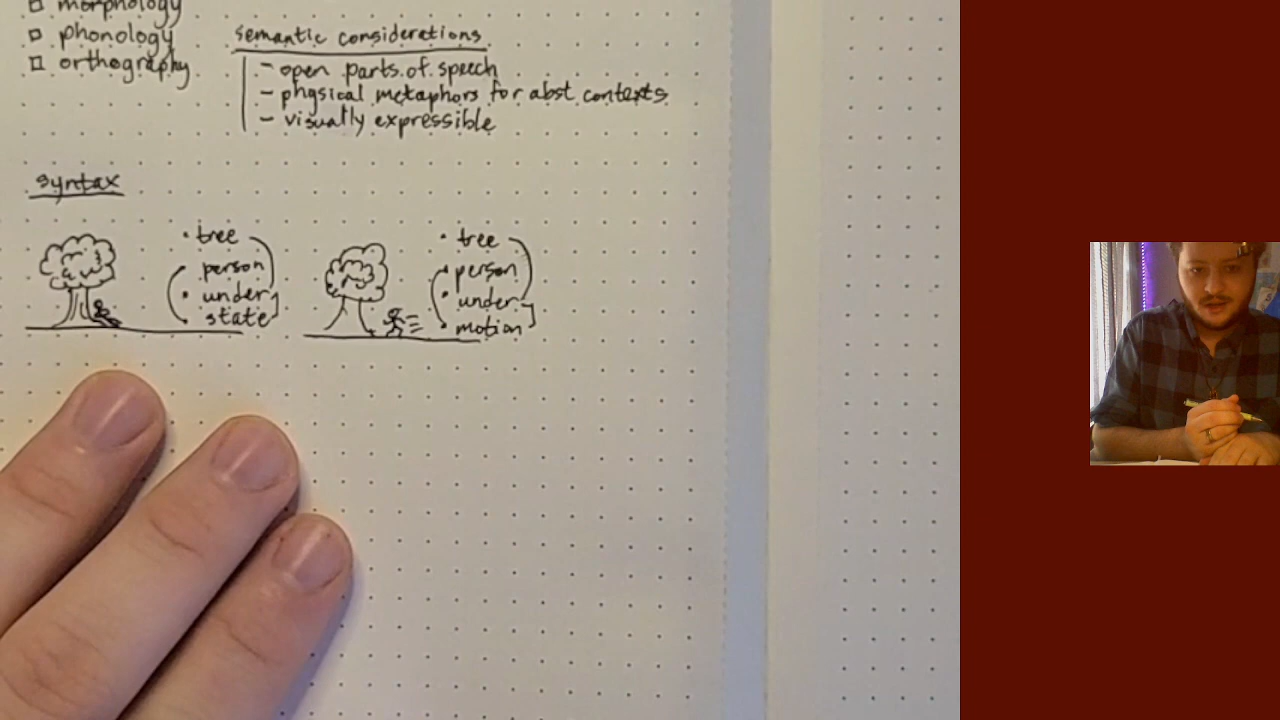 □ morphology
□ phonology
□ orthography
semantic considerations
- open parts of speech
- physical metaphors for abst contexts
- visually expressible
syntax
• tree
• person
• under
• state
• tree
• person
• under
• motion